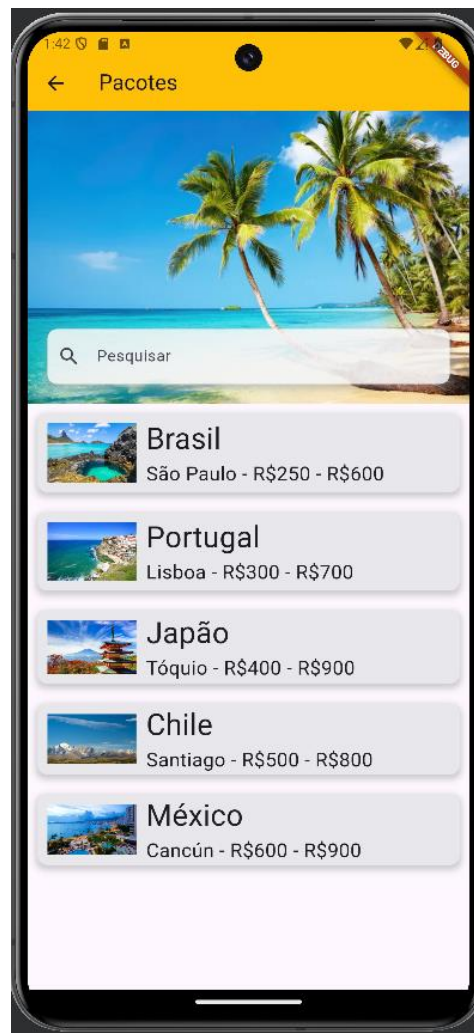 1:42
DEBUG
Pacotes
Pesquisar
Brasil
São Paulo - R$250 - R$600
Portugal
Lisboa - R$300 - R$700
Japão
Tóquio - R$400 - R$900
Chile
Santiago - R$500 - R$800
México
Cancún - R$600 - R$900